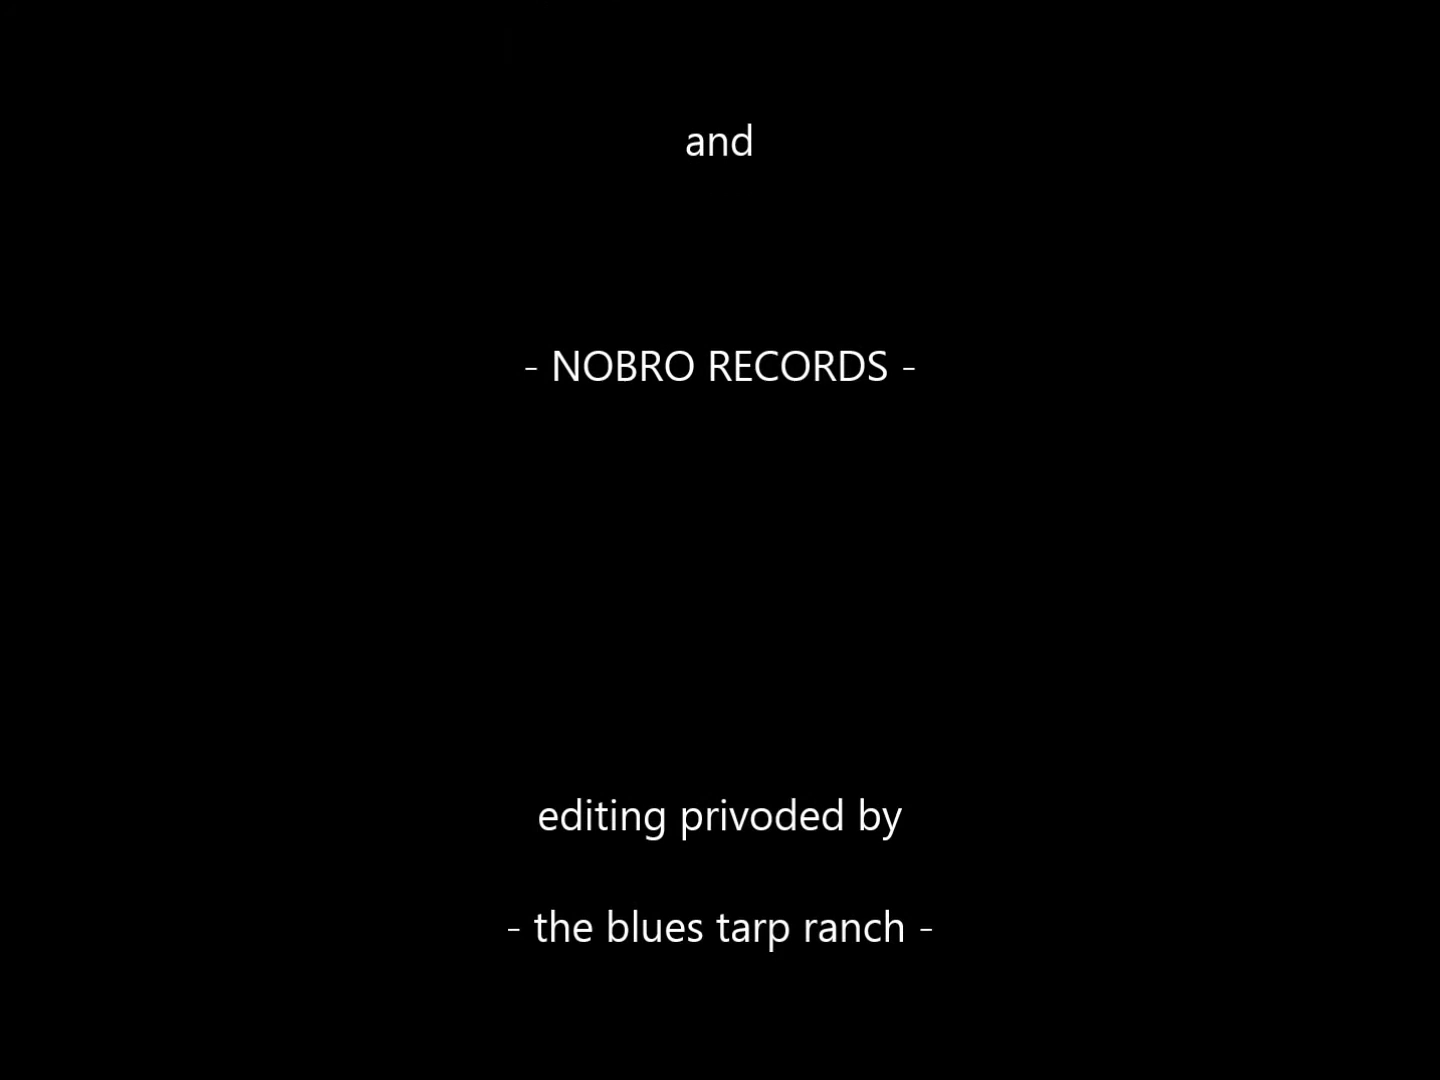 and
- NOBRO RECORDS -
editing privoded by
- the blues tarp ranch -